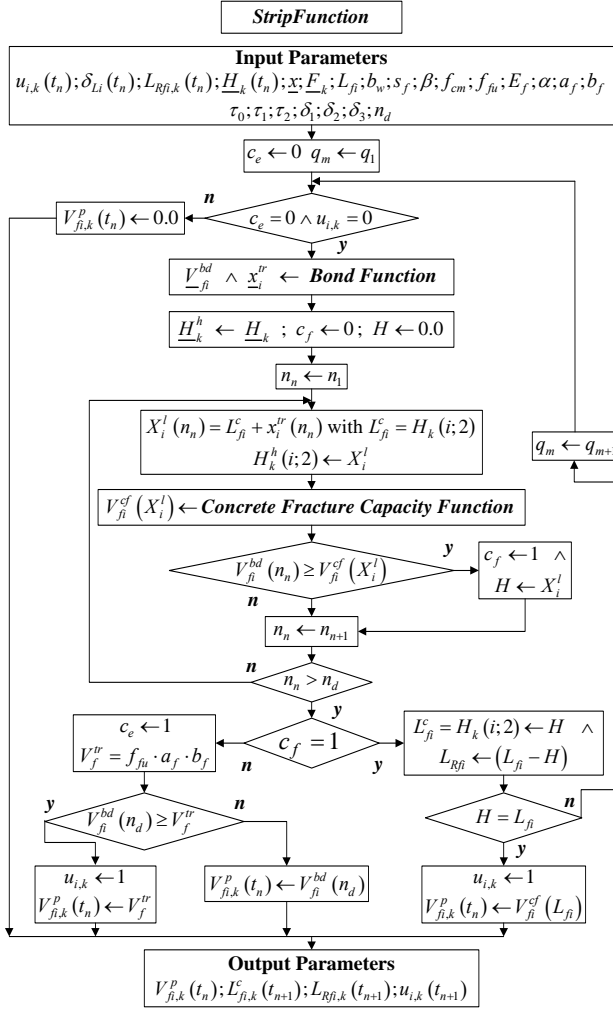 StripFunction
Input Parameters
u_{i,k}(t_n); δ_{Li}(t_n); L_{Rfi,k}(t_n); H_k(t_n); x; F_k; L_{fi}; b_w; s_f; β; f_{cm}; f_{fu}; E_f; α; a_f; b_f
τ_0; τ_1; τ_2; δ_1; δ_2; δ_3; n_d
c_e ← 0 q_m ← q_1
n
V^p_{fi,k}(t_n) ← 0.0
c_e = 0 ∧ u_{i,k} = 0
y
V^{bd}_{fi} ∧ x^{tr}_i ← Bond Function
H^h_k ← H_k ; c_f ← 0 ; H ← 0.0
n_n ← n_1
X^l_i(n_n) = L^c_{fi} + x^{tr}_i(n_n) with L^c_{fi} = H_k(i;2)
H^h_k(i;2) ← X^l_i
q_m ← q_{m+1}
V^{cf}_{fi}(X^l_i) ← Concrete Fracture Capacity Function
V^{bd}_{fi}(n_n) ≥ V^{cf}_{fi}(X^l_i)
y
c_f ← 1 ∧
H ← X^l_i
n
n_n ← n_{n+1}
n
n_n > n_d
y
c_e ← 1
V^{tr}_f = f_{fu} · a_f · b_f
n
c_f = 1
y
L^c_{fi} = H_k(i;2) ← H ∧
L_{Rfi} ← (L_{fi} − H)
y
V^{bd}_{fi}(n_d) ≥ V^{tr}_f
n
H = L_{fi}
n
y
u_{i,k} ← 1
V^p_{fi,k}(t_n) ← V^{tr}_f
V^p_{fi,k}(t_n) ← V^{bd}_{fi}(n_d)
u_{i,k} ← 1
V^p_{fi,k}(t_n) ← V^{cf}_{fi}(L_{fi})
Output Parameters
V^p_{fi,k}(t_n); L^c_{fi,k}(t_{n+1}); L_{Rfi,k}(t_{n+1}); u_{i,k}(t_{n+1})